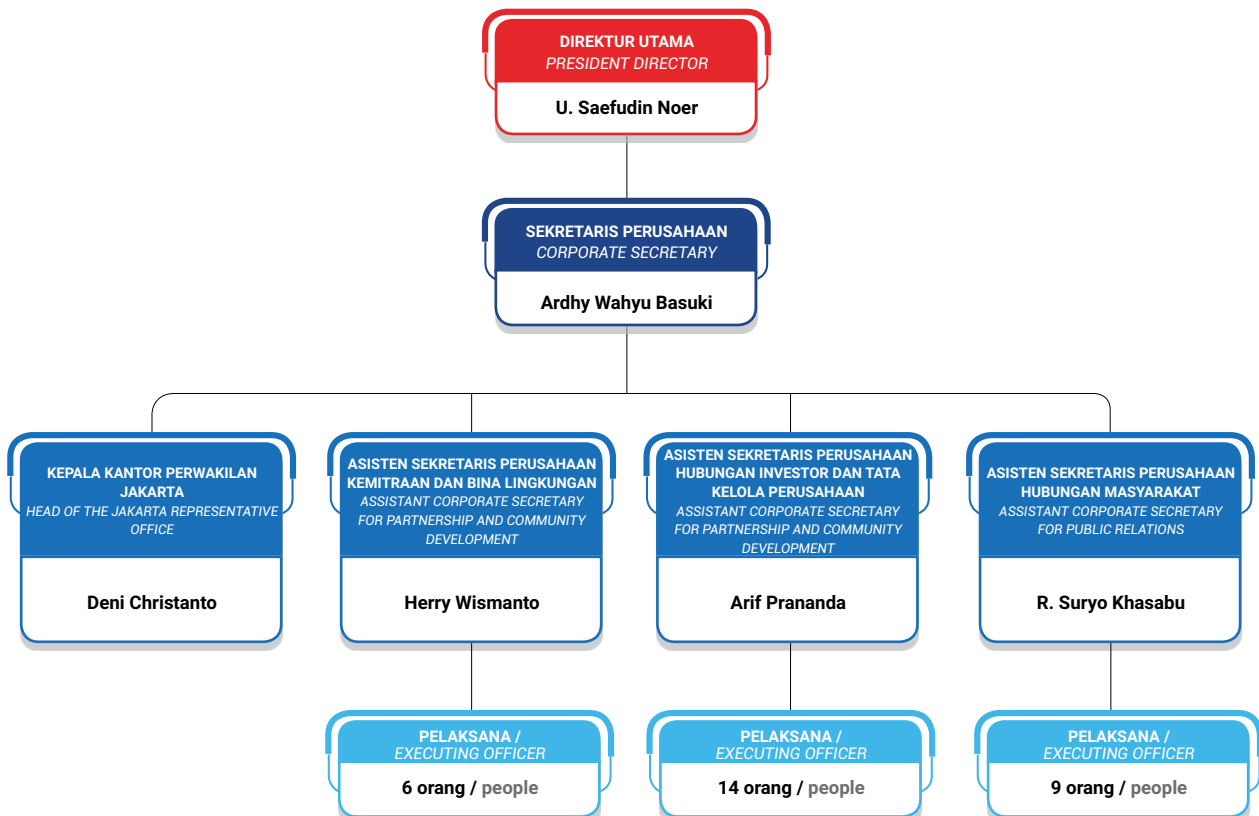 DIREKTUR UTAMA
PRESIDENT DIRECTOR
U. Saefudin Noer
SEKRETARIS PERUSAHAAN
CORPORATE SECRETARY
Ardhy Wahyu Basuki
KEPALA KANTOR PERWAKILAN
JAKARTA
HEAD OF THE JAKARTA REPRESENTATIVE
OFFICE
Deni Christanto
ASISTEN SEKRETARIS PERUSAHAAN
KEMITRAAN DAN BINA LINGKUNGAN
ASSISTANT CORPORATE SECRETARY
FOR PARTNERSHIP AND COMMUNITY
DEVELOPMENT
Herry Wismanto
ASISTEN SEKRETARIS PERUSAHAAN
HUBUNGAN INVESTOR DAN TATA
KELOLA PERUSAHAAN
ASSISTANT CORPORATE SECRETARY
FOR PARTNERSHIP AND COMMUNITY
DEVELOPMENT
Arif Prananda
ASISTEN SEKRETARIS PERUSAHAAN
HUBUNGAN MASYARAKAT
ASSISTANT CORPORATE SECRETARY
FOR PUBLIC RELATIONS
R. Suryo Khasabu
PELAKSANA /
EXECUTING OFFICER
6 orang / people
PELAKSANA /
EXECUTING OFFICER
14 orang / people
PELAKSANA /
EXECUTING OFFICER
9 orang / people